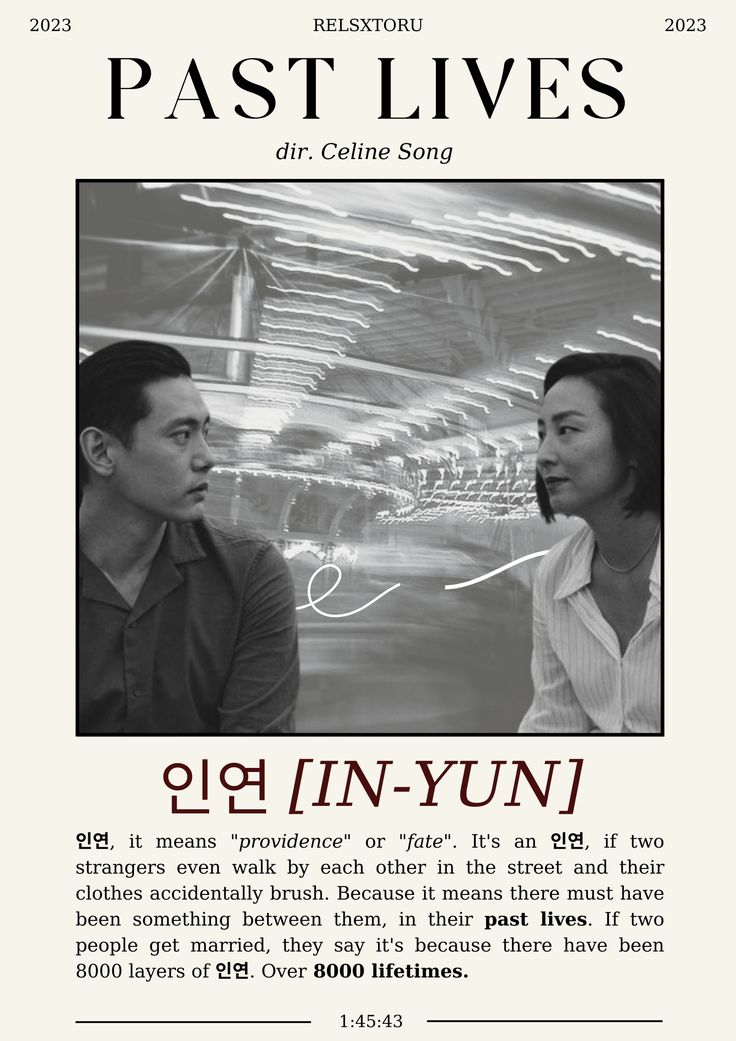 2023 RELSXTORU 2023
PAST LIVES
dir. Celine Song
인연 [IN-YUN]
인연, it means "providence" or "fate". It's an 인연, if two
strangers even walk by each other in the street and their
clothes accidentally brush. Because it means there must have
been something between them, in their past lives. If two
people get married, they say it's because there have been
8000 layers of 인연. Over 8000 lifetimes.
1:45:43